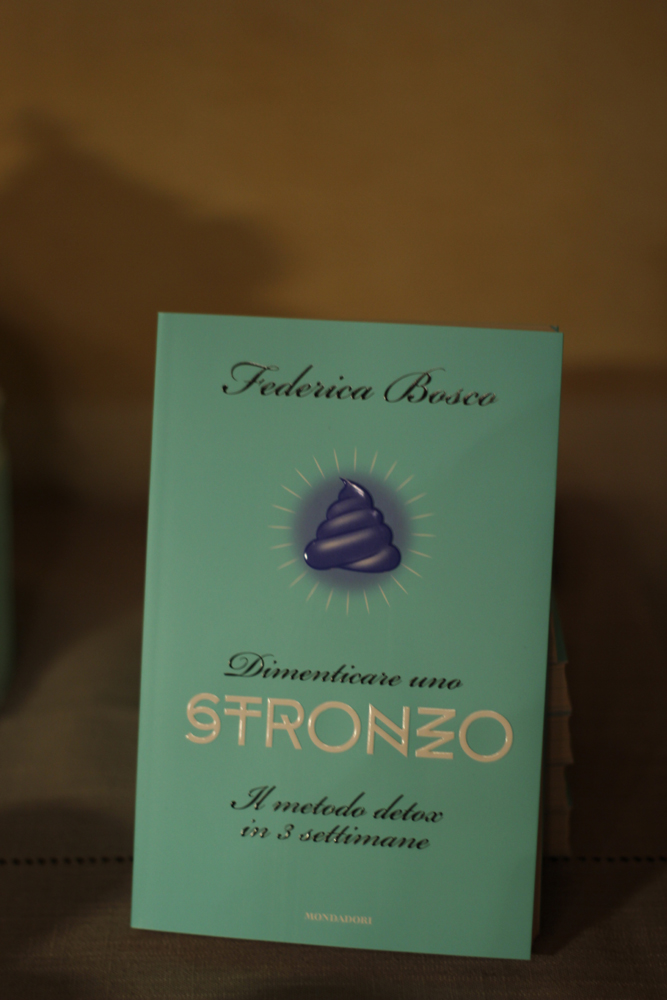 Federica Bosco
Dimenticare uno
STRONZO
Il metodo detox
in 3 settimane
MONDADORI